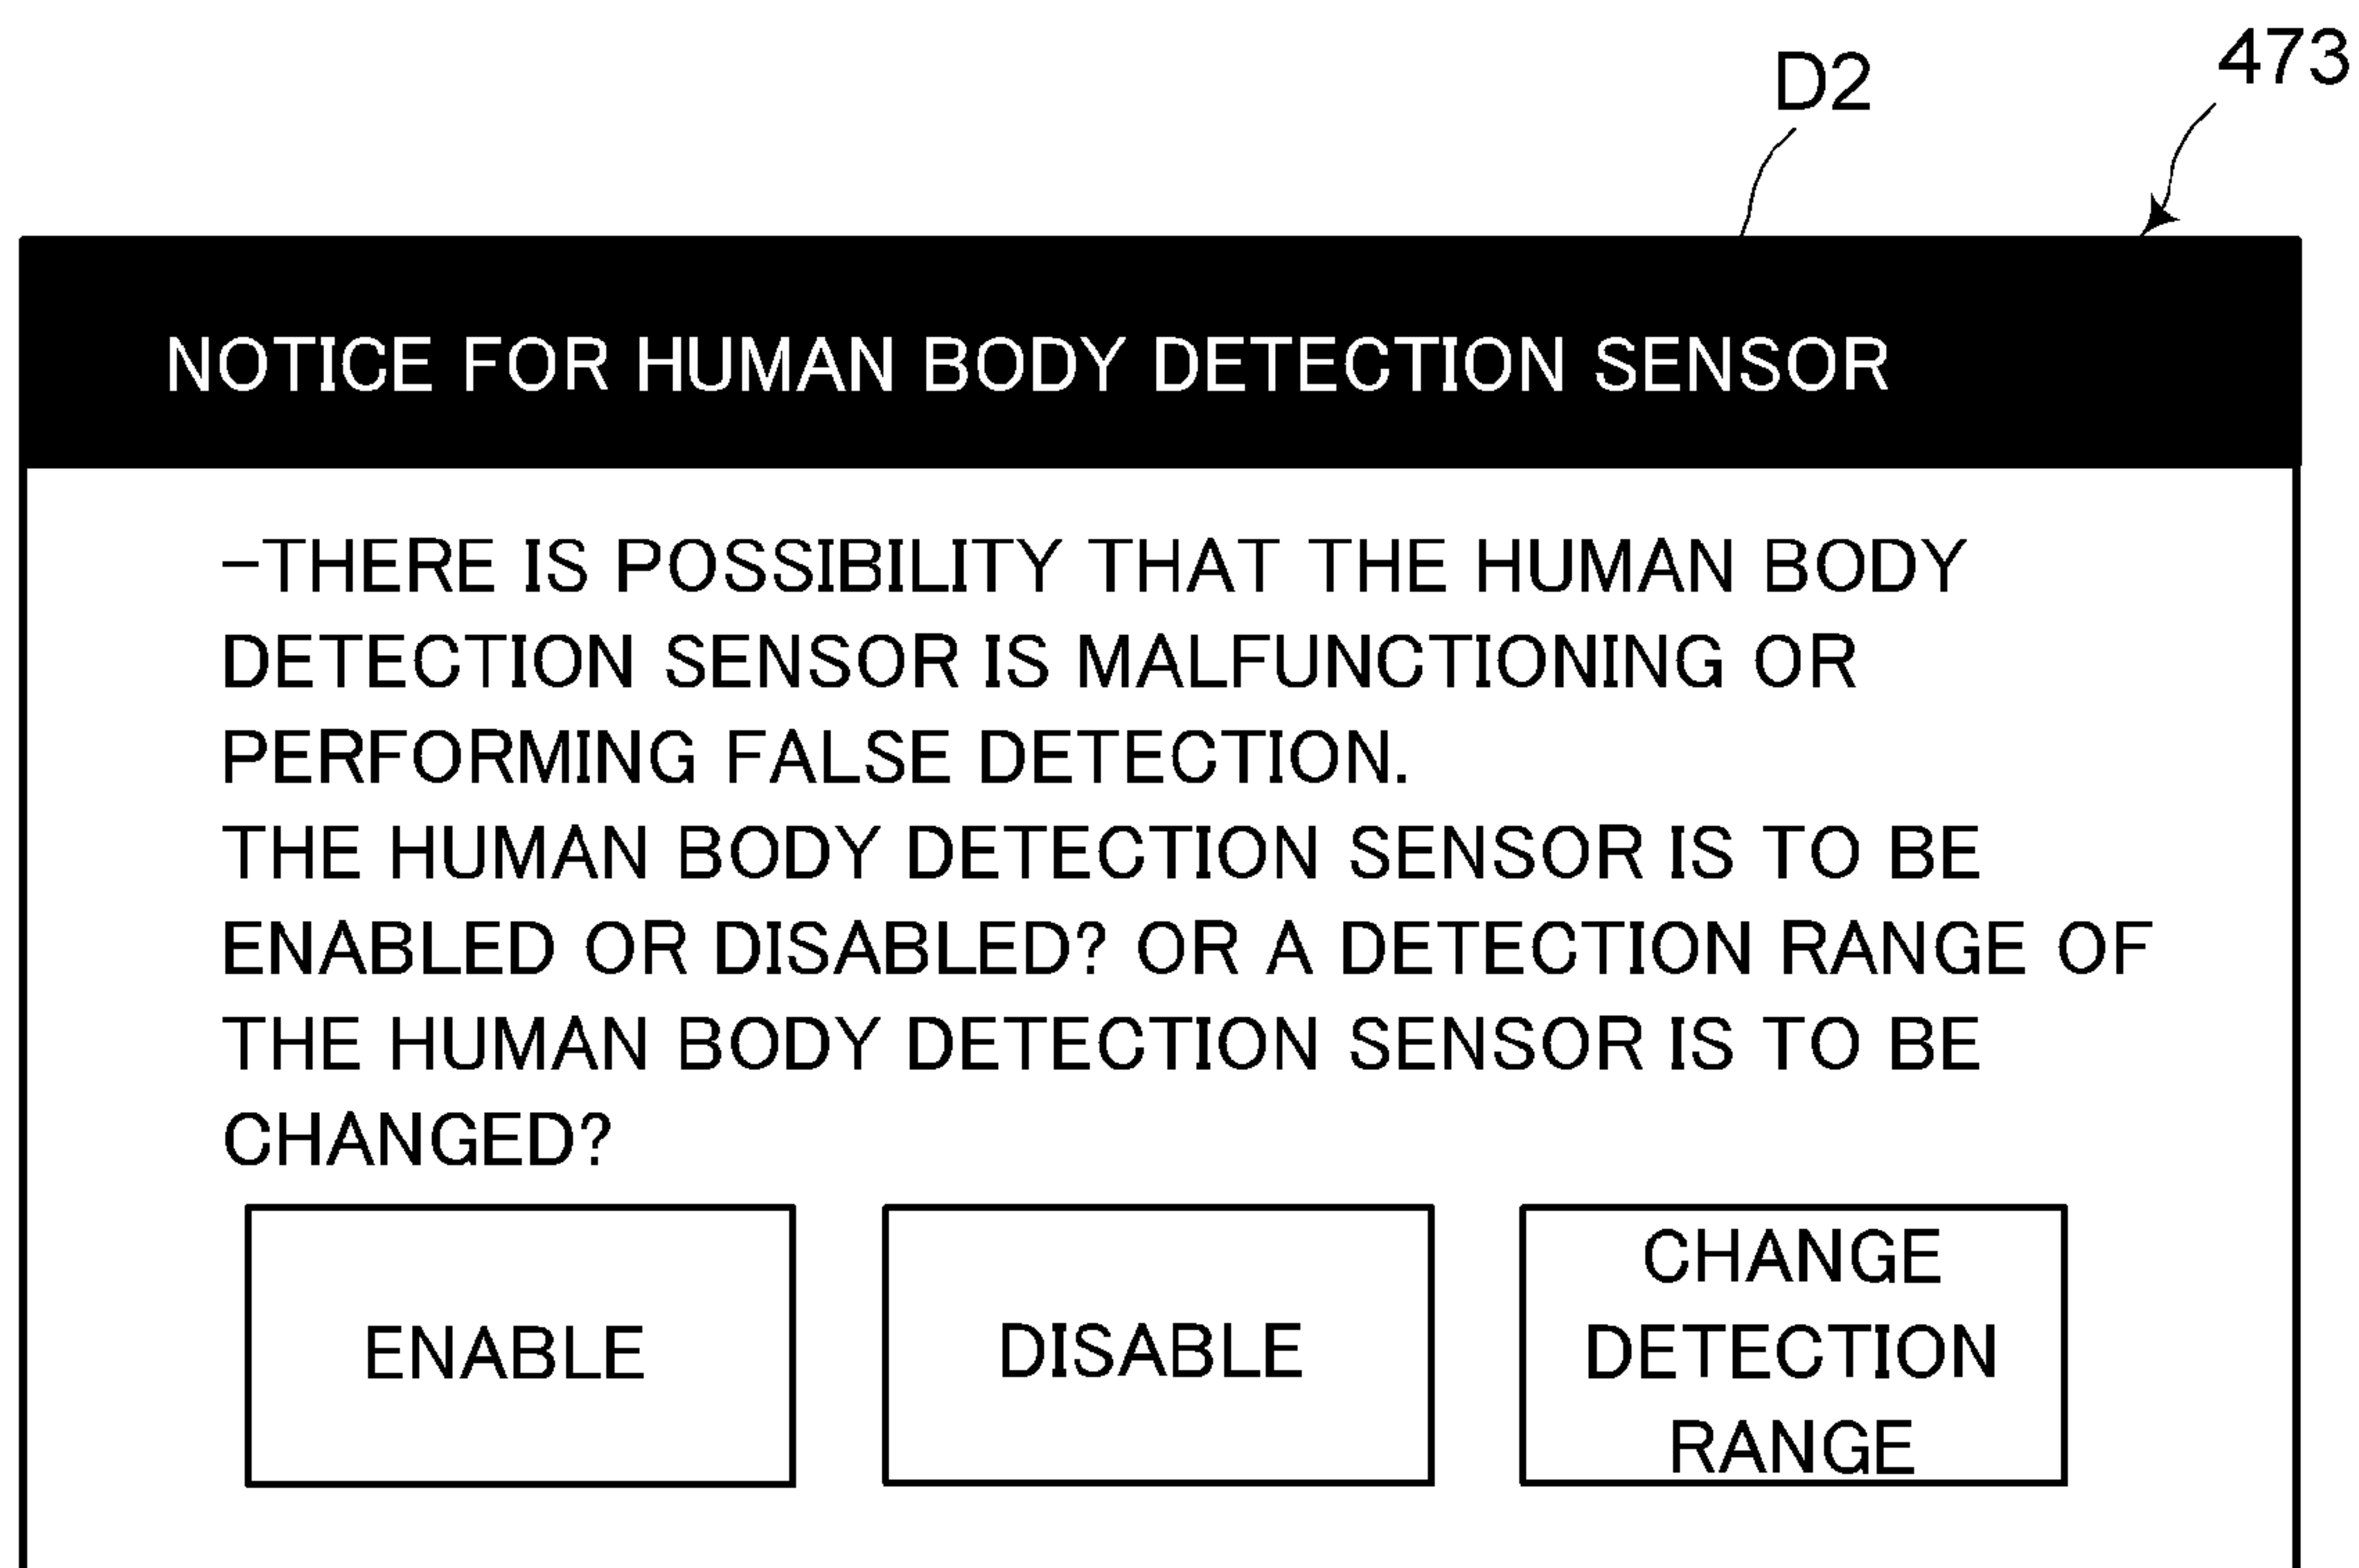 473
D2
NOTICE FOR HUMAN BODY DETECTION SENSOR
-THERE IS POSSIBILITY THAT THE HUMAN BODY
DETECTION SENSOR IS MALFUNCTIONING OR
PERFORMING FALSE DETECTION.
THE HUMAN BODY DETECTION SENSOR IS TO BE
ENABLED OR DISABLED? OR A DETECTION RANGE OF
THE HUMAN BODY DETECTION SENSOR IS TO BE
CHANGED?
ENABLE
DISABLE
CHANGE
DETECTION
RANGE